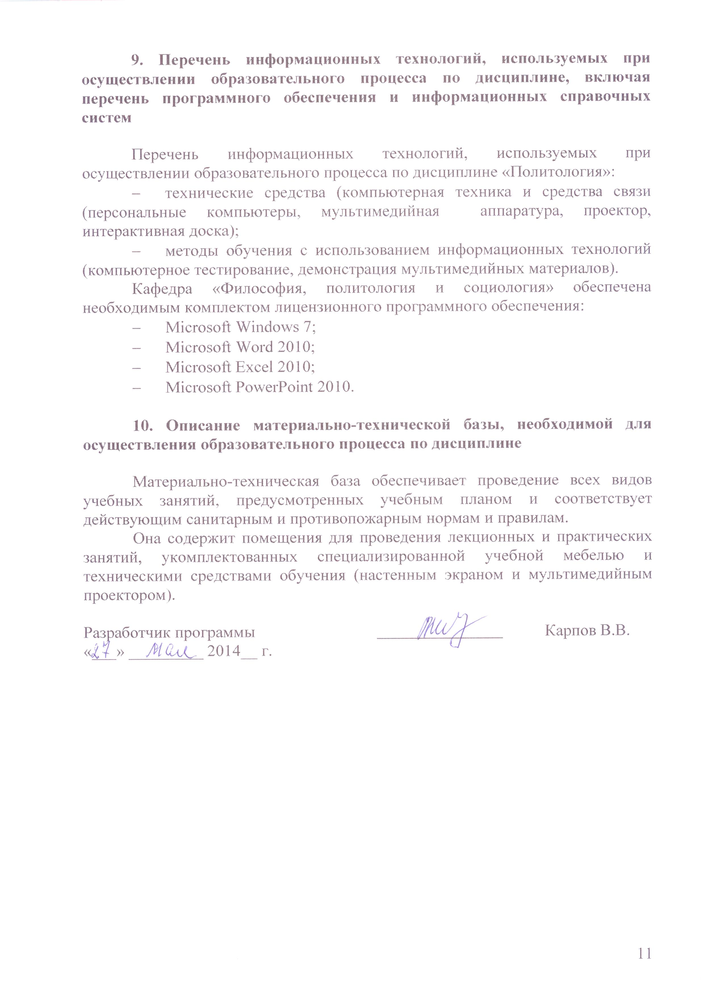 9. Перечень информационных технологий, используемых при
осуществлении образовательного процесса по дисциплине, включая
перечень программного обеспечения и информационных справочных
систем
Перечень информационных технологий, используемых при
осуществлении образовательного процесса по дисциплине «Политология»:
– технические средства (компьютерная техника и средства связи
(персональные компьютеры, мультимедийная аппаратура, проектор,
интерактивная доска);
– методы обучения с использованием информационных технологий
(компьютерное тестирование, демонстрация мультимедийных материалов).
Кафедра «Философия, политология и социология» обеспечена
необходимым комплектом лицензионного программного обеспечения:
– Microsoft Windows 7;
– Microsoft Word 2010;
– Microsoft Excel 2010;
– Microsoft PowerPoint 2010.
10. Описание материально-технической базы, необходимой для
осуществления образовательного процесса по дисциплине
Материально-техническая база обеспечивает проведение всех видов
учебных занятий, предусмотренных учебным планом и соответствует
действующим санитарным и противопожарным нормам и правилам.
Она содержит помещения для проведения лекционных и практических
занятий, укомплектованных специализированной учебной мебелью и
техническими средствами обучения (настенным экраном и мультимедийным
проектором).
Разработчик программы Карпов В.В.
«27» мая 2014__ г.
11